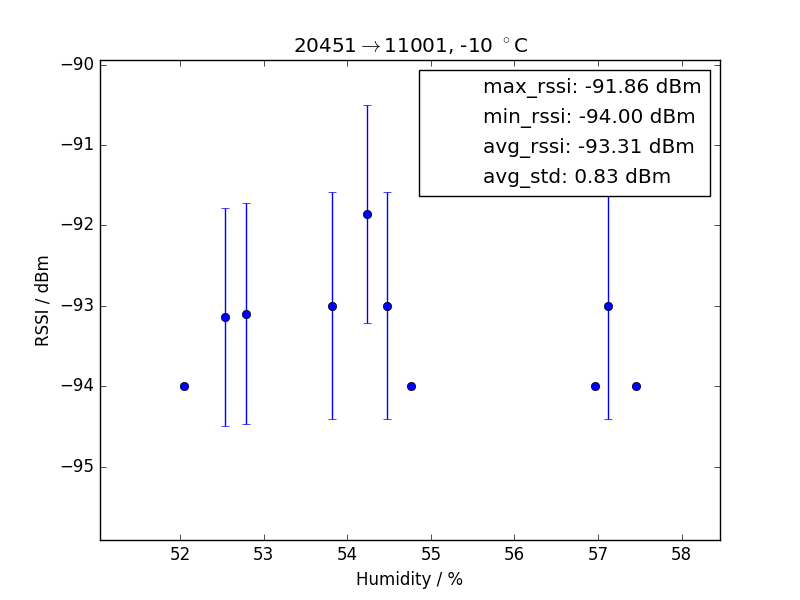 20451→11001, -10 °C
max_rssi: -91.86 dBm
min_rssi: -94.00 dBm
avg_rssi: -93.31 dBm
avg_std: 0.83 dBm
RSSI / dBm
−90
−91
−92
−93
−94
−95
52 53 54 55 56 57 58
Humidity / %